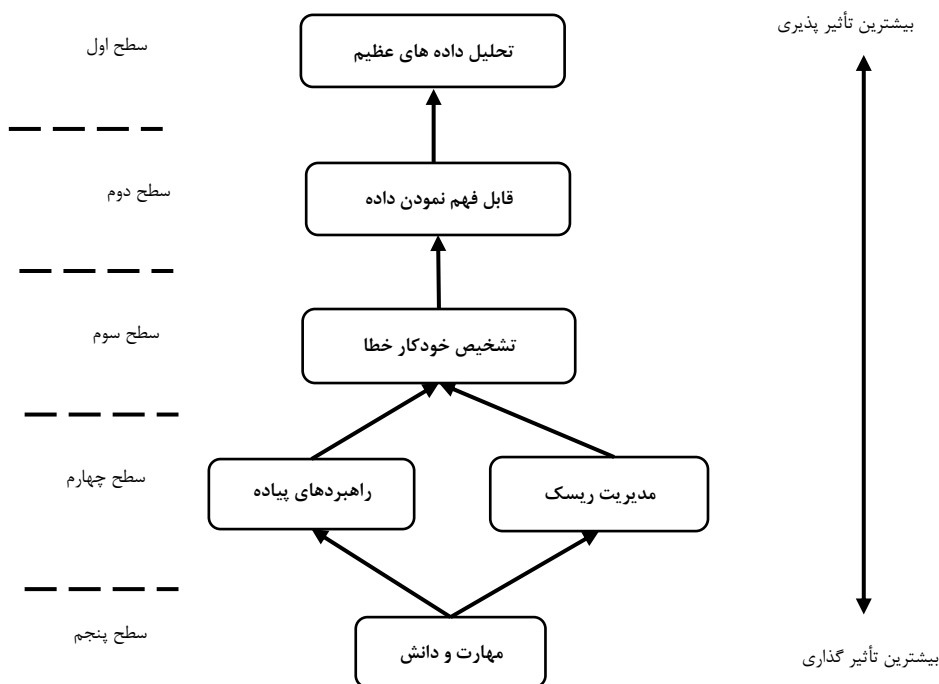 بیشترین تأثیر پذیری
سطح اول
تحلیل داده های عظیم
سطح دوم
قابل فهم نمودن داده
سطح سوم
تشخیص خودکار خطا
سطح چهارم
مدیریت ریسک
راهبردهای پیاده
سطح پنجم
مهارت و دانش
بیشترین تأثیر گذاری